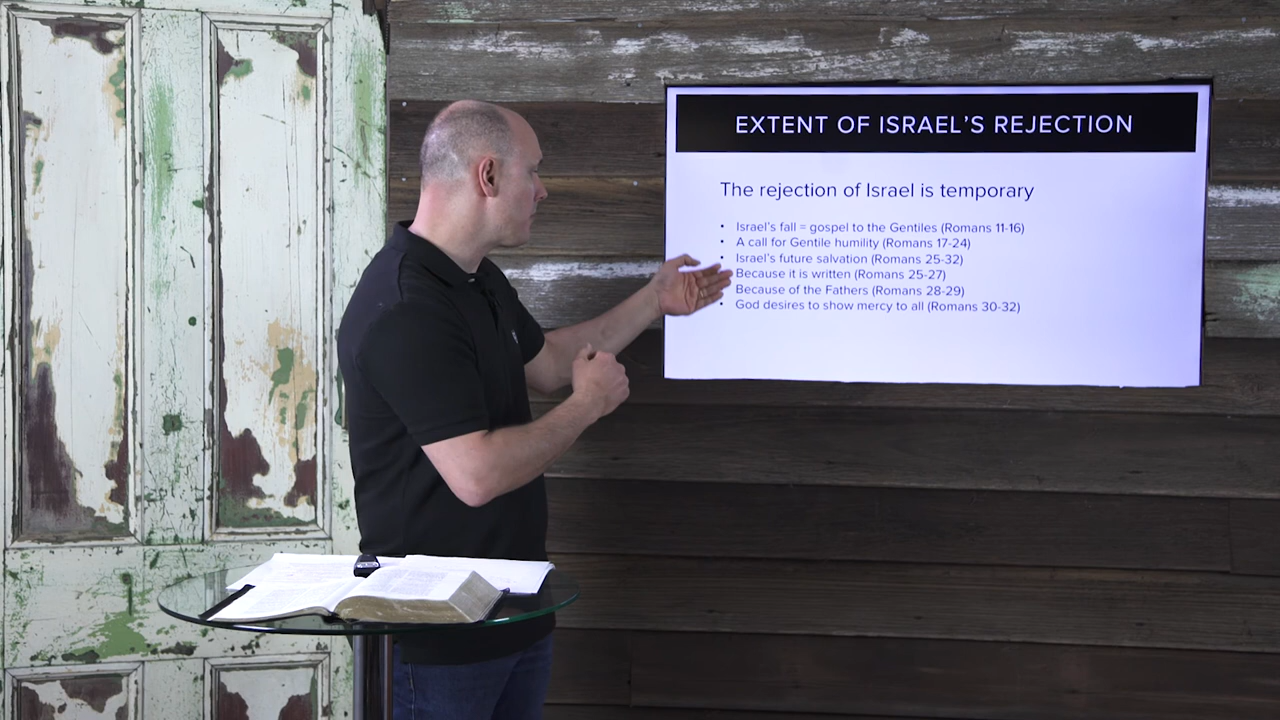 EXTENT OF ISRAEL'S REJECTION
The rejection of Israel is temporary
• Israel's fall = gospel to the Gentiles (Romans 11-16)
• A call for Gentile humility (Romans 17-24)
• Israel's future salvation (Romans 25-32)
Because it is written (Romans 25-27)
Because of the Fathers (Romans 28-29)
• God desires to show mercy to all (Romans 30-32)